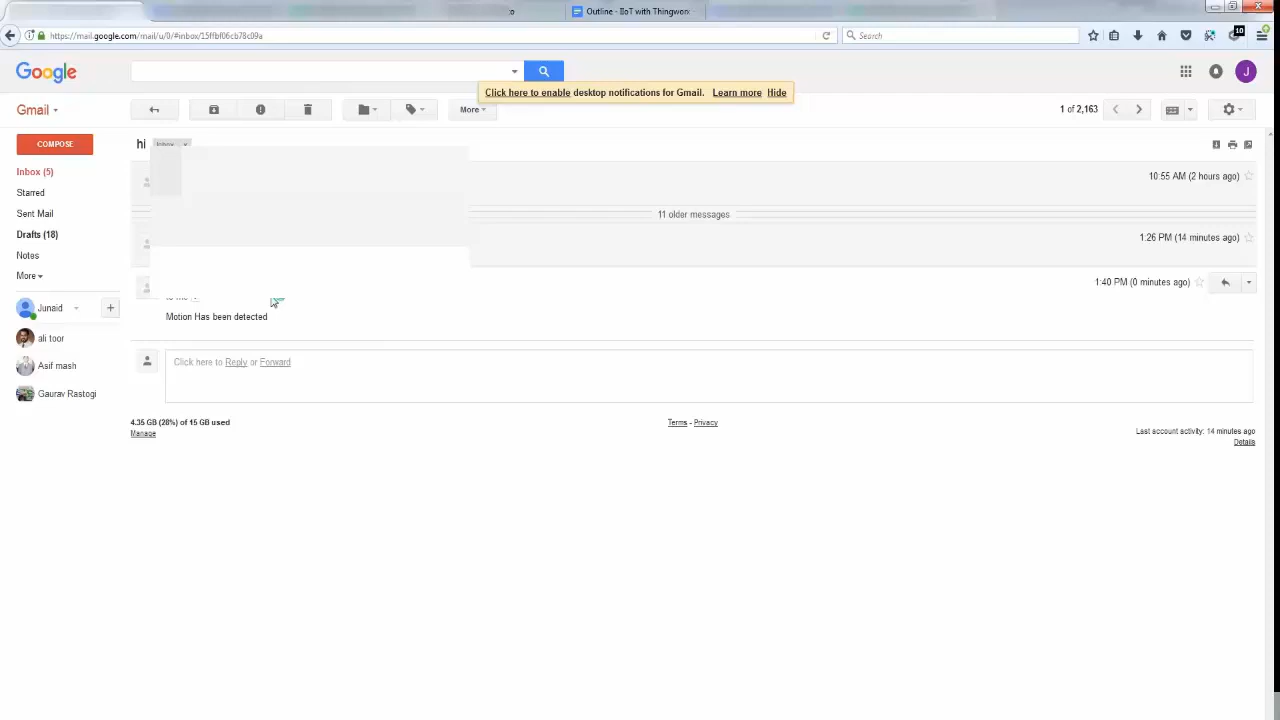 Outline - IIoT with Thingwor
https://mail.google.com/mail/u/0/#inbox/15ffbf06cb78c09a
Search
10
Google
J
Click here to enable desktop notifications for Gmail. Learn more Hide
Gmail
More
1 of 2,163
COMPOSE
hi
Inbox
Inbox (5)
10:55 AM (2 hours ago)
Starred
Sent Mail
11 older messages
Drafts (18)
1:26 PM (14 minutes ago)
Notes
More
1:40 PM (0 minutes ago)
Junaid
Motion Has been detected
ali toor
Click here to Reply or Forward
Asif mash
Gaurav Rastogi
4.35 GB (28%) of 15 GB used
Manage
Terms - Privacy
Last account activity: 14 minutes ago
Details